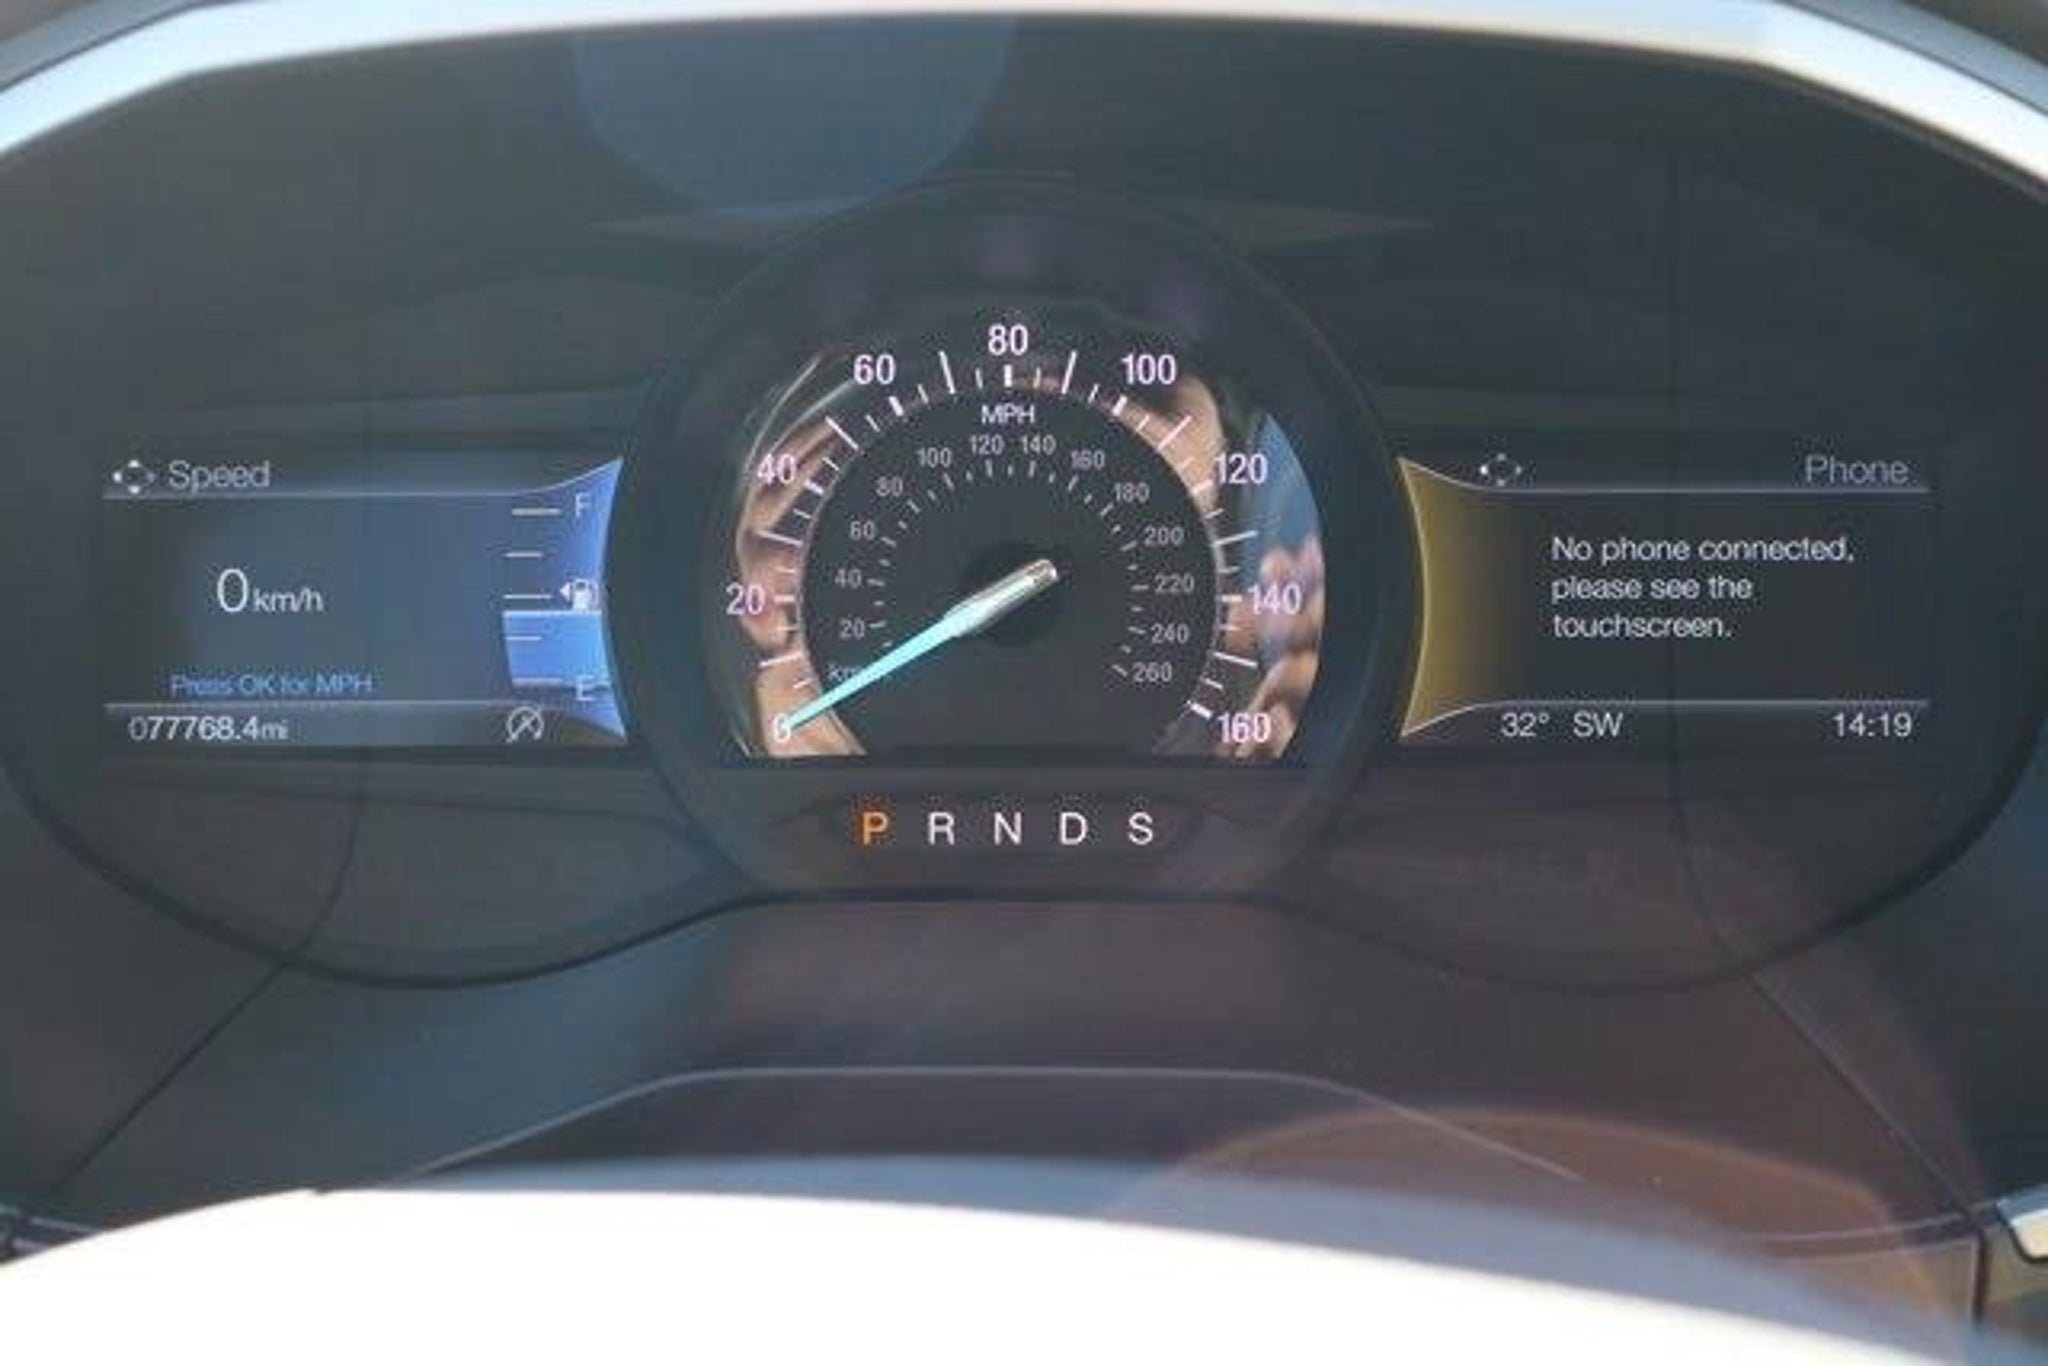 Speed
F
0 km/h
E
Press OK for MPH
077768.4mi
0
20
40
60
80
100
120
140
160
MPH
20
40
60
80
100
120
140
160
180
200
220
240
260
P R N D S
Phone
No phone connected,
please see the
touchscreen.
32° SW 14:19